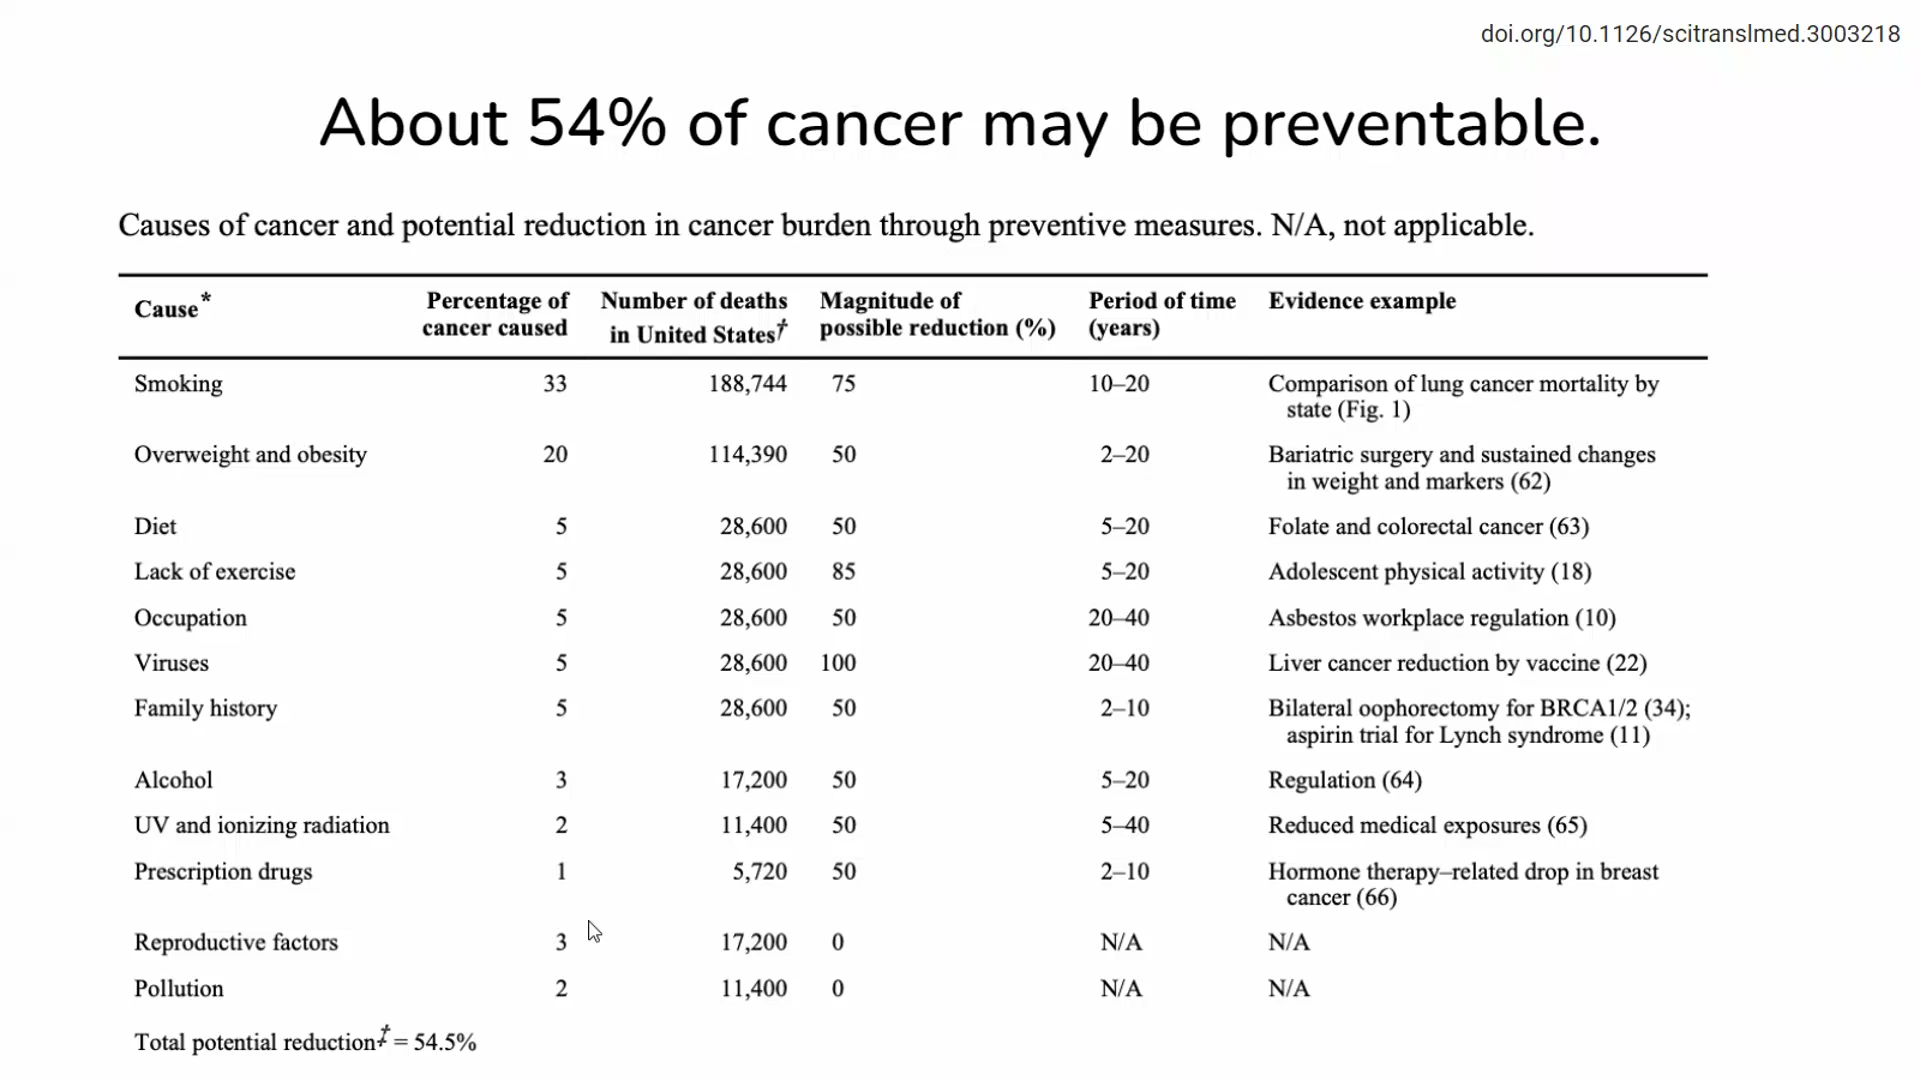 doi.org/10.1126/scitranslmed.3003218
About 54% of cancer may be preventable.
Causes of cancer and potential reduction in cancer burden through preventive measures. N/A, not applicable.
Cause* Percentage of cancer caused Number of deaths in United States† Magnitude of possible reduction (%) Period of time (years) Evidence example
Smoking 33 188,744 75 10–20 Comparison of lung cancer mortality by
state (Fig. 1)
Overweight and obesity 20 114,390 50 2–20 Bariatric surgery and sustained changes
in weight and markers (62)
Diet 5 28,600 50 5–20 Folate and colorectal cancer (63)
Lack of exercise 5 28,600 85 5–20 Adolescent physical activity (18)
Occupation 5 28,600 50 20–40 Asbestos workplace regulation (10)
Viruses 5 28,600 100 20–40 Liver cancer reduction by vaccine (22)
Family history 5 28,600 50 2–10 Bilateral oophorectomy for BRCA1/2 (34);
aspirin trial for Lynch syndrome (11)
Alcohol 3 17,200 50 5–20 Regulation (64)
UV and ionizing radiation 2 11,400 50 5–40 Reduced medical exposures (65)
Prescription drugs 1 5,720 50 2–10 Hormone therapy–related drop in breast
cancer (66)
Reproductive factors 3 17,200 0 N/A N/A
Pollution 2 11,400 0 N/A N/A
Total potential reduction‡ = 54.5%